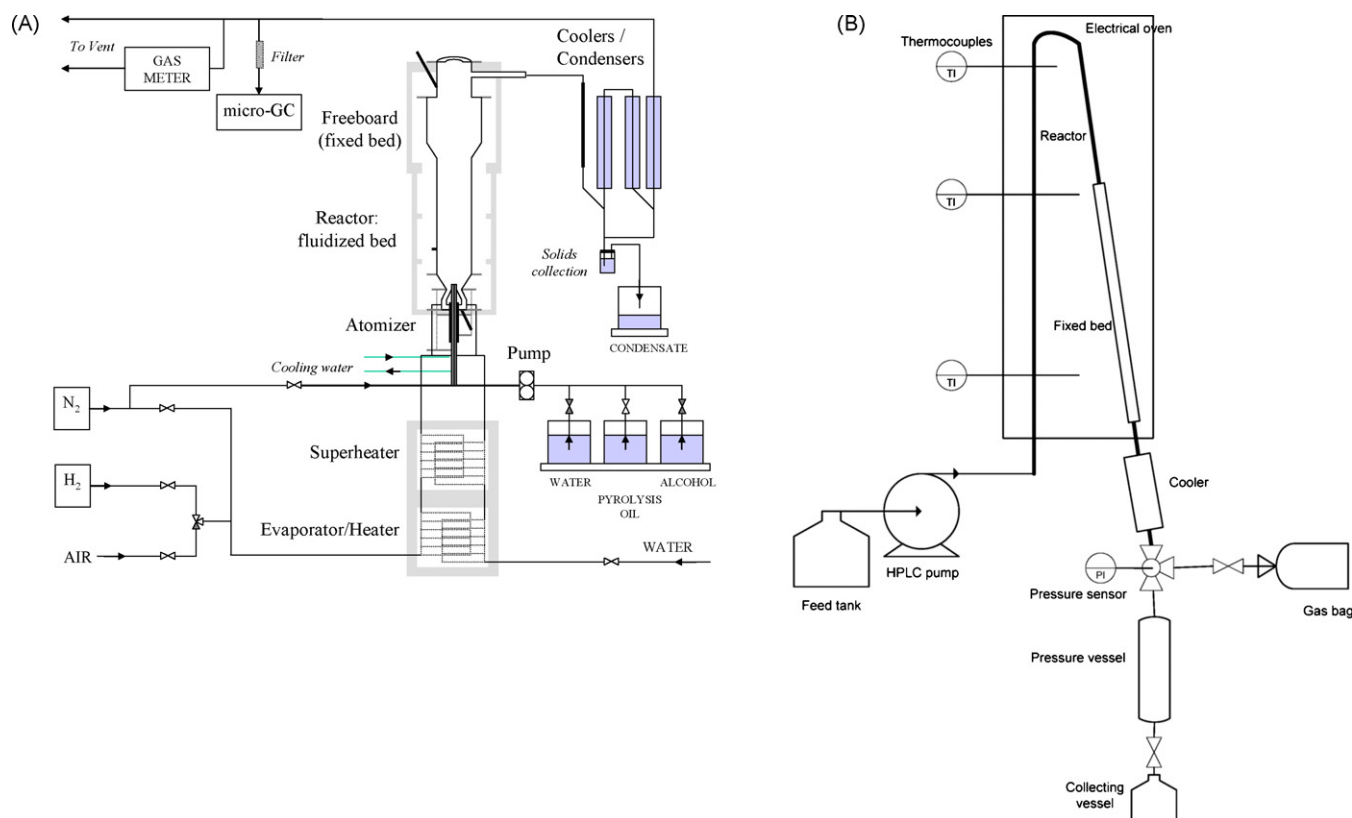 (A)
To Vent
GAS
METER
Filter
micro-GC
Coolers /
Condensers
Freeboard
(fixed bed)
Reactor:
fluidized bed
Solids
collection
CONDENSATE
Atomizer
Cooling water
Pump
N2
H2
AIR
Superheater
Evaporator/Heater
WATER
PYROLYSIS
OIL
ALCOHOL
WATER
(B)
Electrical oven
Thermocouples
TI
Reactor
TI
Fixed bed
TI
Cooler
HPLC pump
Feed tank
PI
Pressure sensor
Gas bag
Pressure vessel
Collecting
vessel